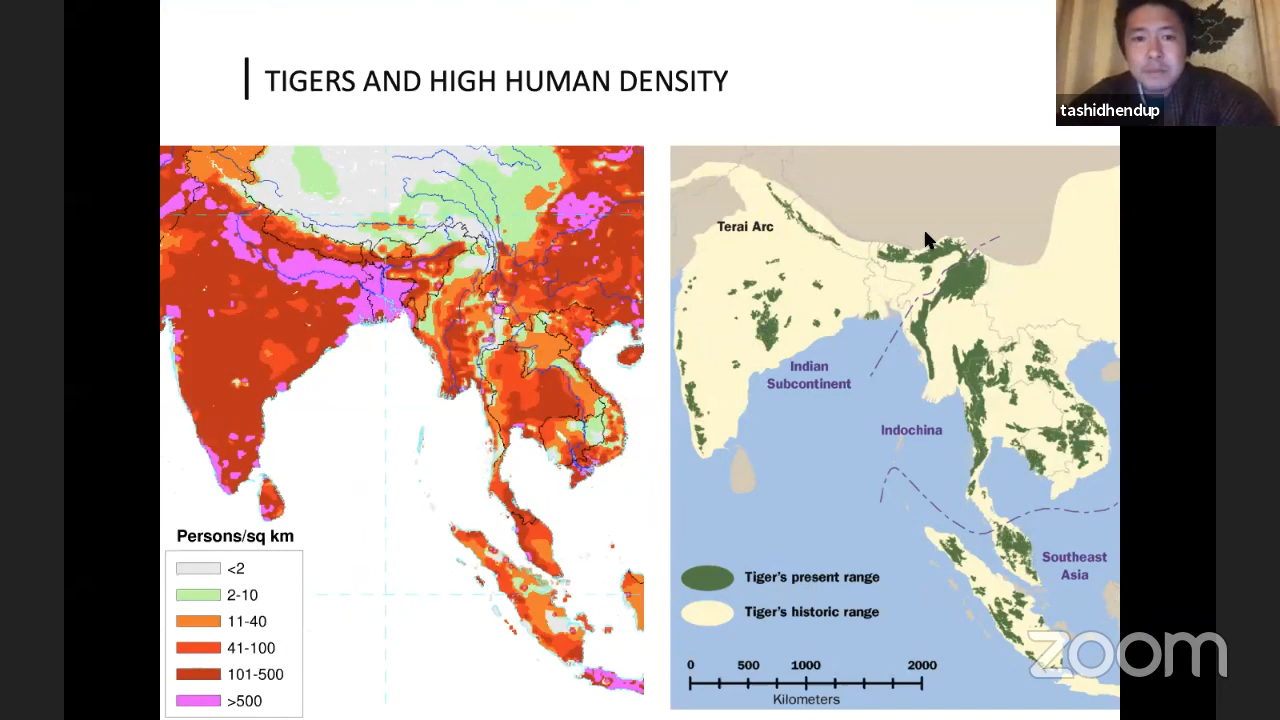 TIGERS AND HIGH HUMAN DENSITY
tashidhendup
Persons/sq km
<2
2-10
11-40
41-100
101-500
>500
Terai Arc
Indian
Subcontinent
Indochina
Southeast
Asia
Tiger's present range
Tiger's historic range
0 500 1000 2000
Kilometers
zoom